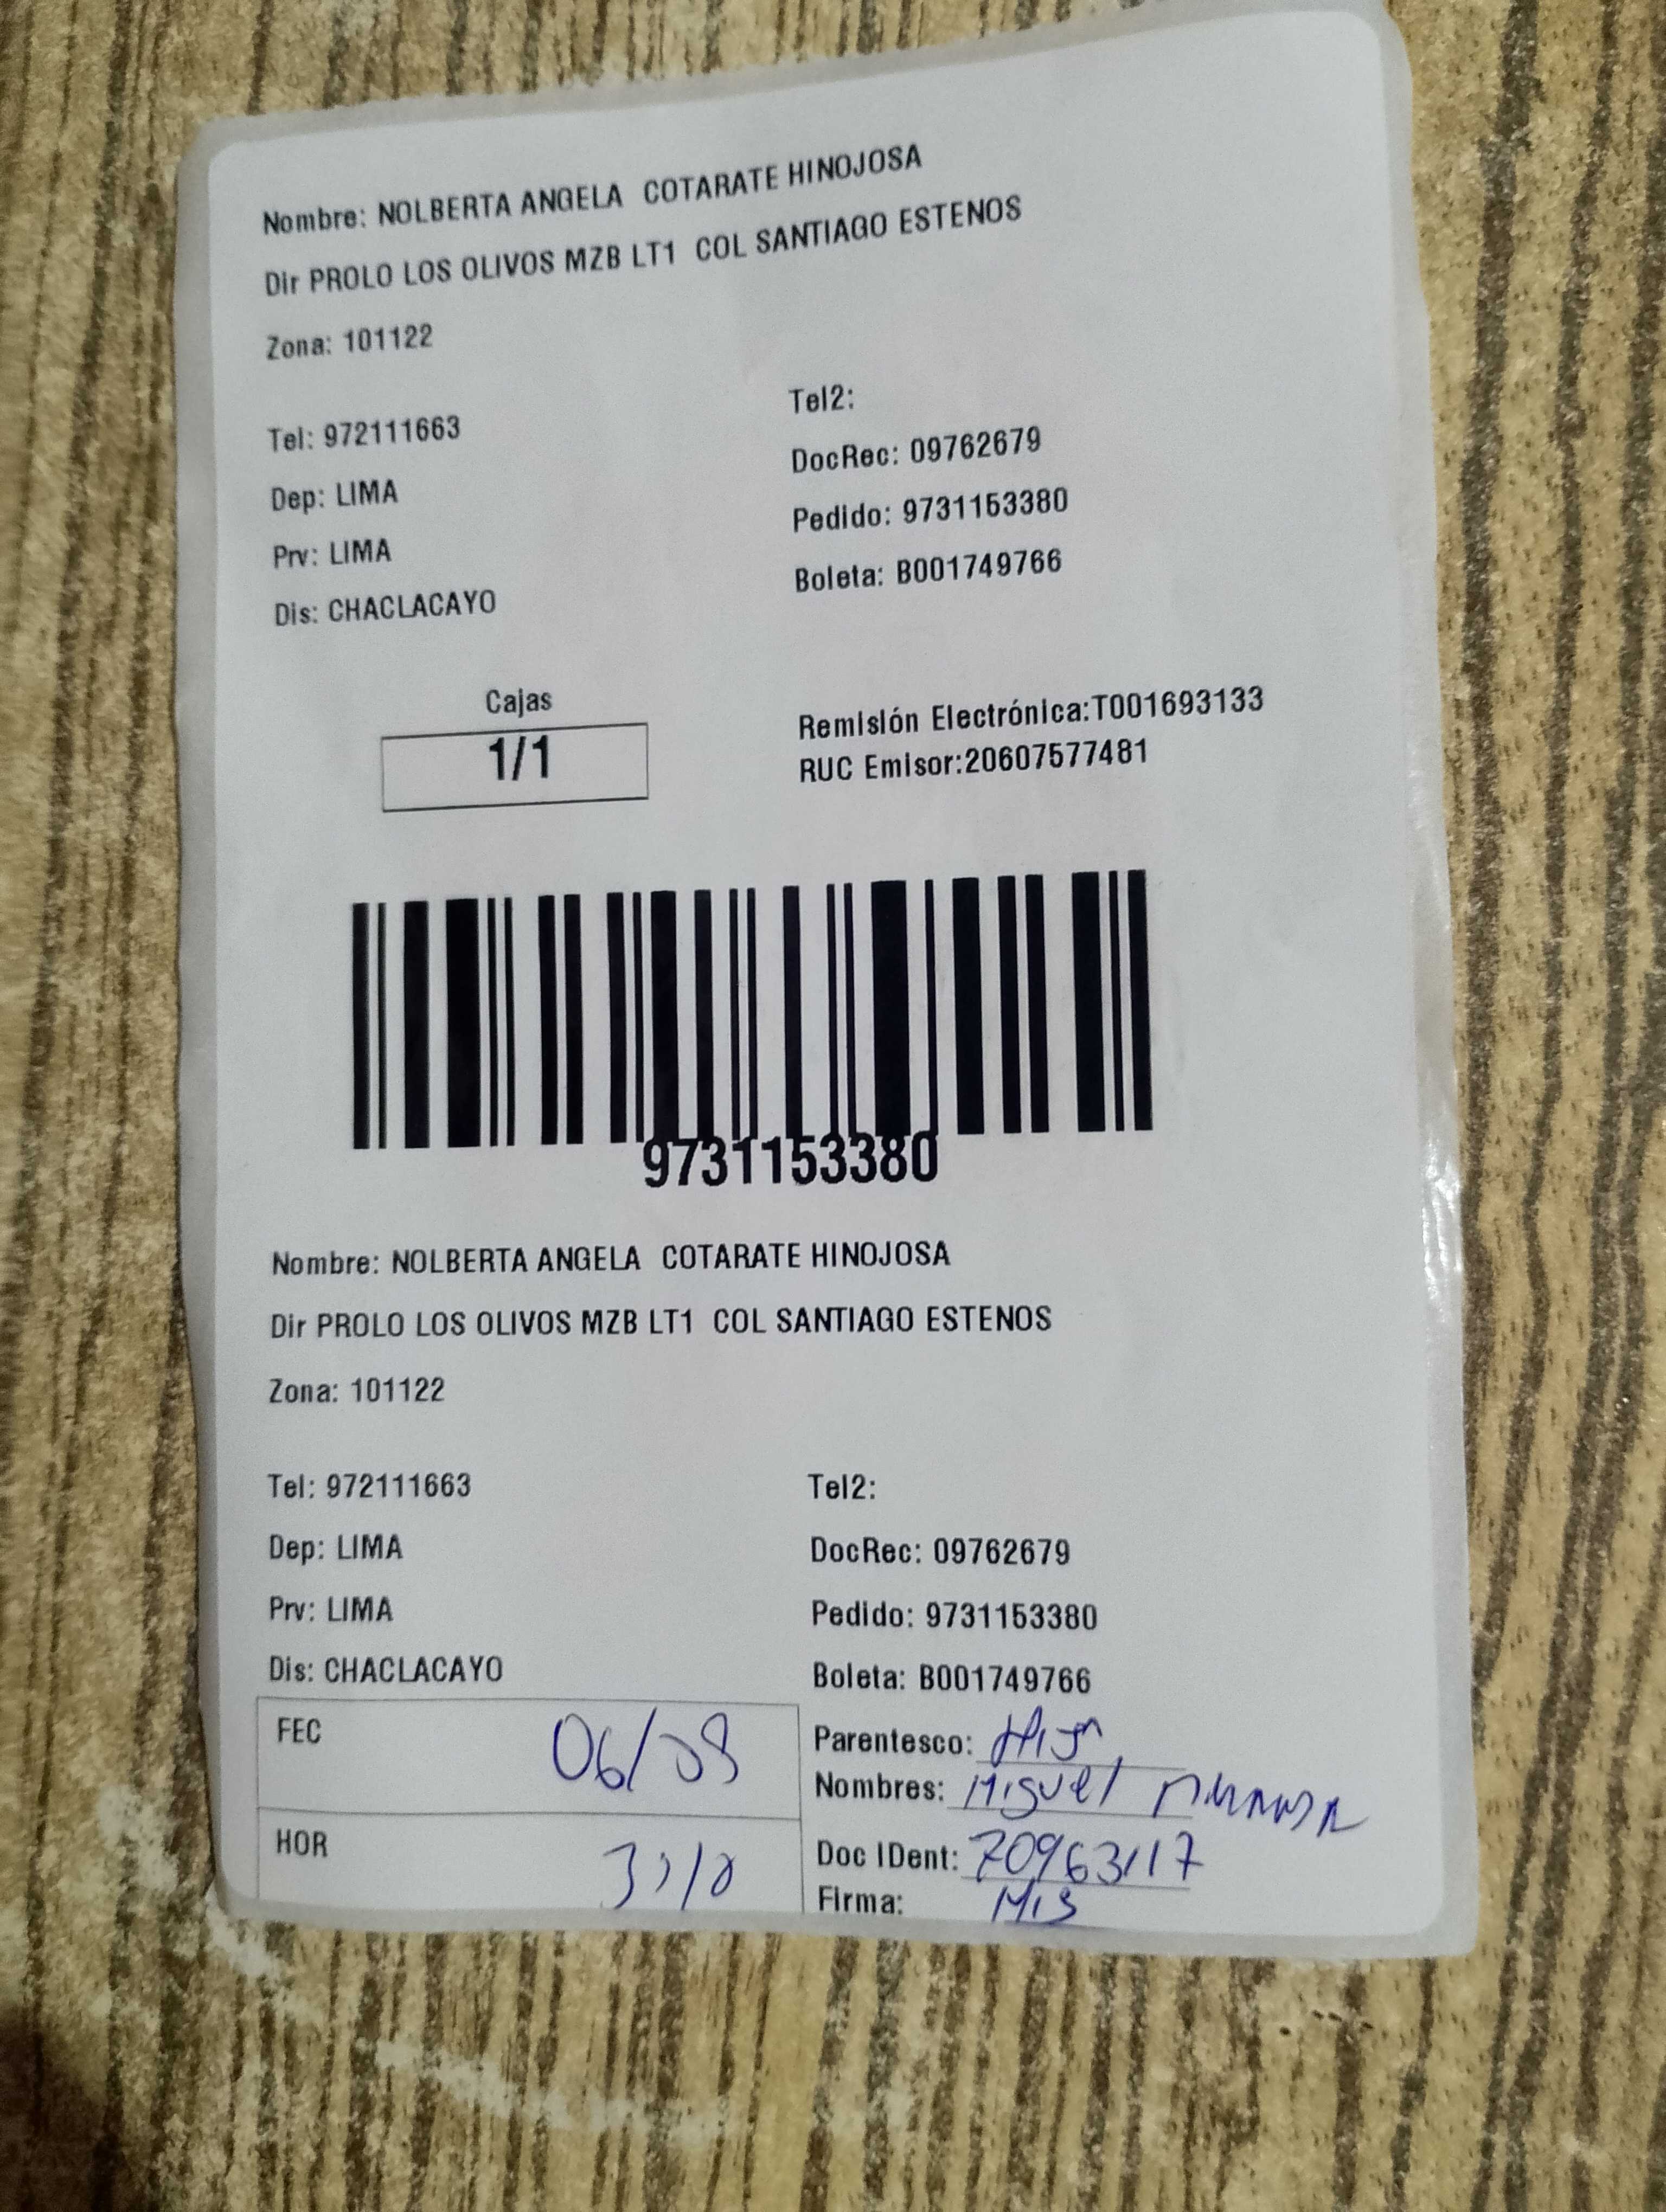 Nombre: NOLBERTA ANGELA COTARATE HINOJOSA
Dir PROLO LOS OLIVOS MZB LT1 COL SANTIAGO ESTENOS
Zona: 101122
Tel: 972111663
Tel2:
Dep: LIMA
DocRec: 09762679
Prv: LIMA
Pedido: 9731153380
Dis: CHACLACAYO
Boleta: B001749766
Cajas
1/1
Remisión Electrónica:T001693133
RUC Emisor:20607577481
9731153380
Nombre: NOLBERTA ANGELA COTARATE HINOJOSA
Dir PROLO LOS OLIVOS MZB LT1 COL SANTIAGO ESTENOS
Zona: 101122
Tel: 972111663
Tel2:
Dep: LIMA
DocRec: 09762679
Prv: LIMA
Pedido: 9731153380
Dis: CHACLACAYO
Boleta: B001749766
FEC
Parentesco:
Nombres: Miguel
HOR
Doc IDent: 70963117
Firma: